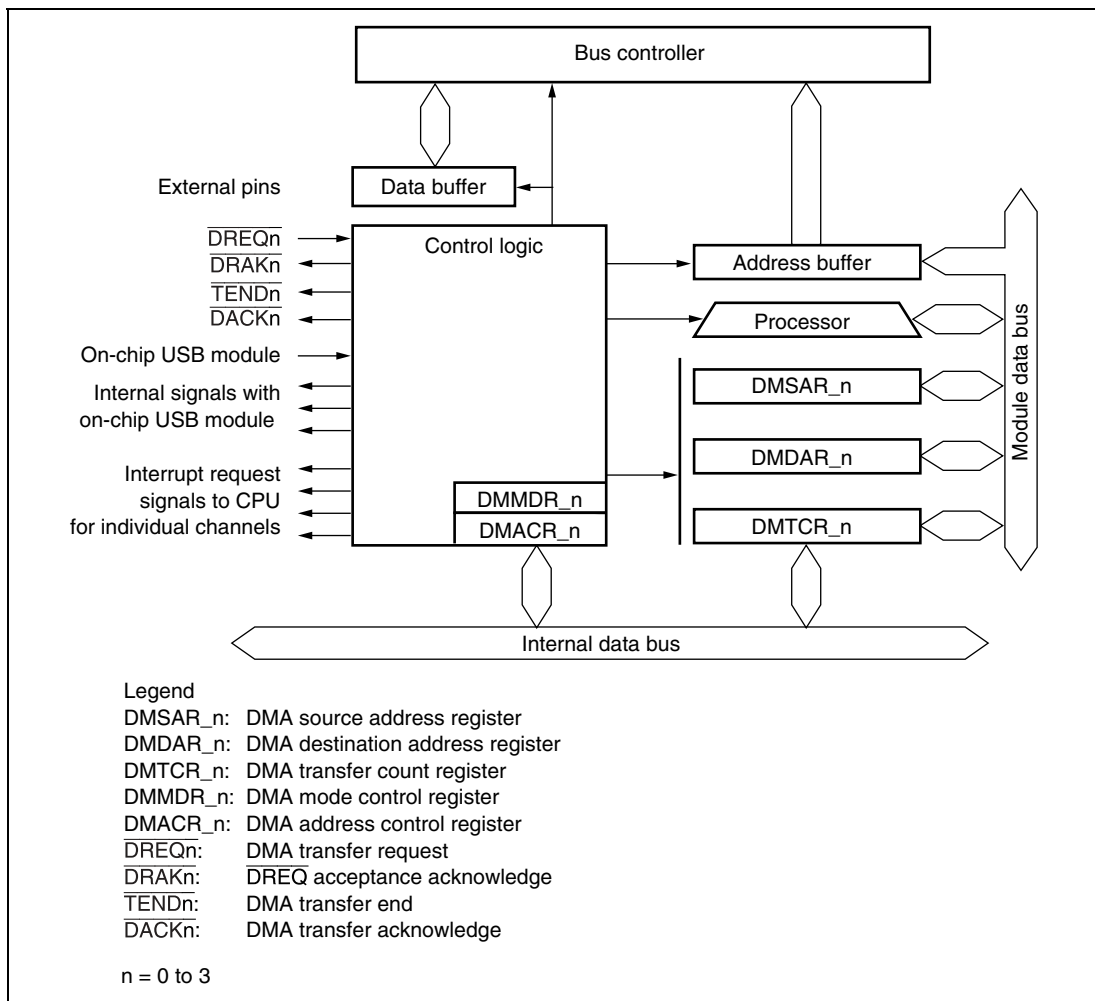 Bus controller
External pins
Data buffer
DREQn
Control logic
DRAKn
Address buffer
TENDn
DACKn
Processor
On-chip USB module
Internal signals with
on-chip USB module
DMSAR_n
Module data bus
DMDAR_n
Interrupt request
signals to CPU
for individual channels
DMMDR_n
DMACR_n
DMTCR_n
Internal data bus
Legend
DMSAR_n: DMA source address register
DMDAR_n: DMA destination address register
DMTCR_n: DMA transfer count register
DMMDR_n: DMA mode control register
DMACR_n: DMA address control register
DREQn: DMA transfer request
DRAKn: DREQ acceptance acknowledge
TENDn: DMA transfer end
DACKn: DMA transfer acknowledge
n = 0 to 3